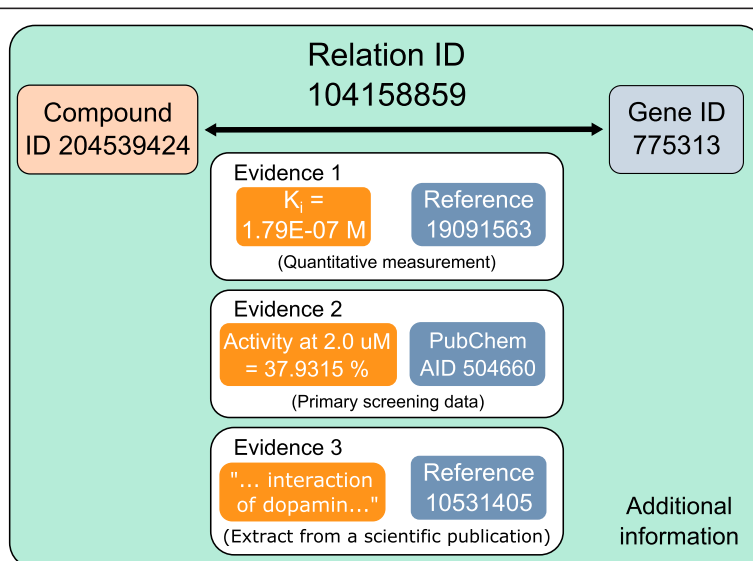 Relation ID
104158859
Compound
ID 204539424
Gene ID
775313
Evidence 1
Ki =
1.79E-07 M
Reference
19091563
(Quantitative measurement)
Evidence 2
Activity at 2.0 uM
= 37.9315 %
PubChem
AID 504660
(Primary screening data)
Evidence 3
"... interaction
of dopamin..."
Reference
10531405
(Extract from a scientific publication)
Additional
information